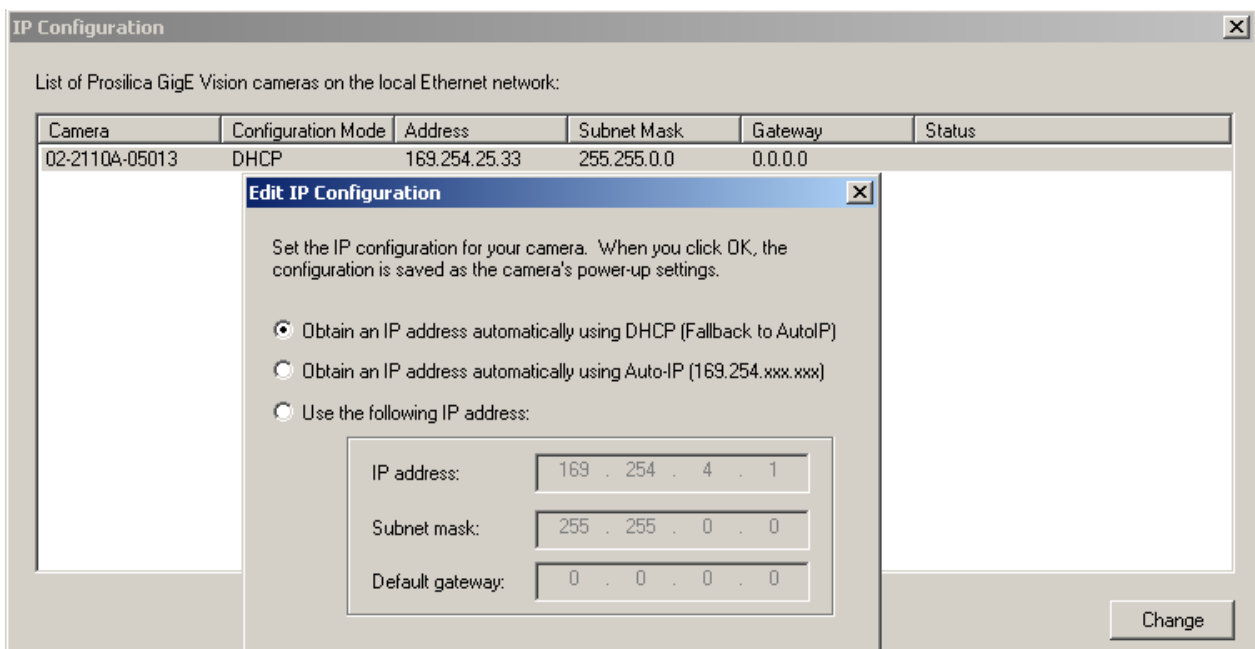 IP Configuration
List of Prosilica GigE Vision cameras on the local Ethernet network:
Camera Configuration Mode Address Subnet Mask Gateway Status
02-2110A-05013 DHCP 169.254.25.33 255.255.0.0 0.0.0.0
Edit IP Configuration
Set the IP configuration for your camera. When you click OK, the
configuration is saved as the camera's power-up settings.
Obtain an IP address automatically using DHCP (Fallback to AutoIP)
Obtain an IP address automatically using Auto-IP (169.254.xxx.xxx)
Use the following IP address:
IP address: 169 . 254 . 4 . 1
Subnet mask: 255 . 255 . 0 . 0
Default gateway: 0 . 0 . 0 . 0
Change